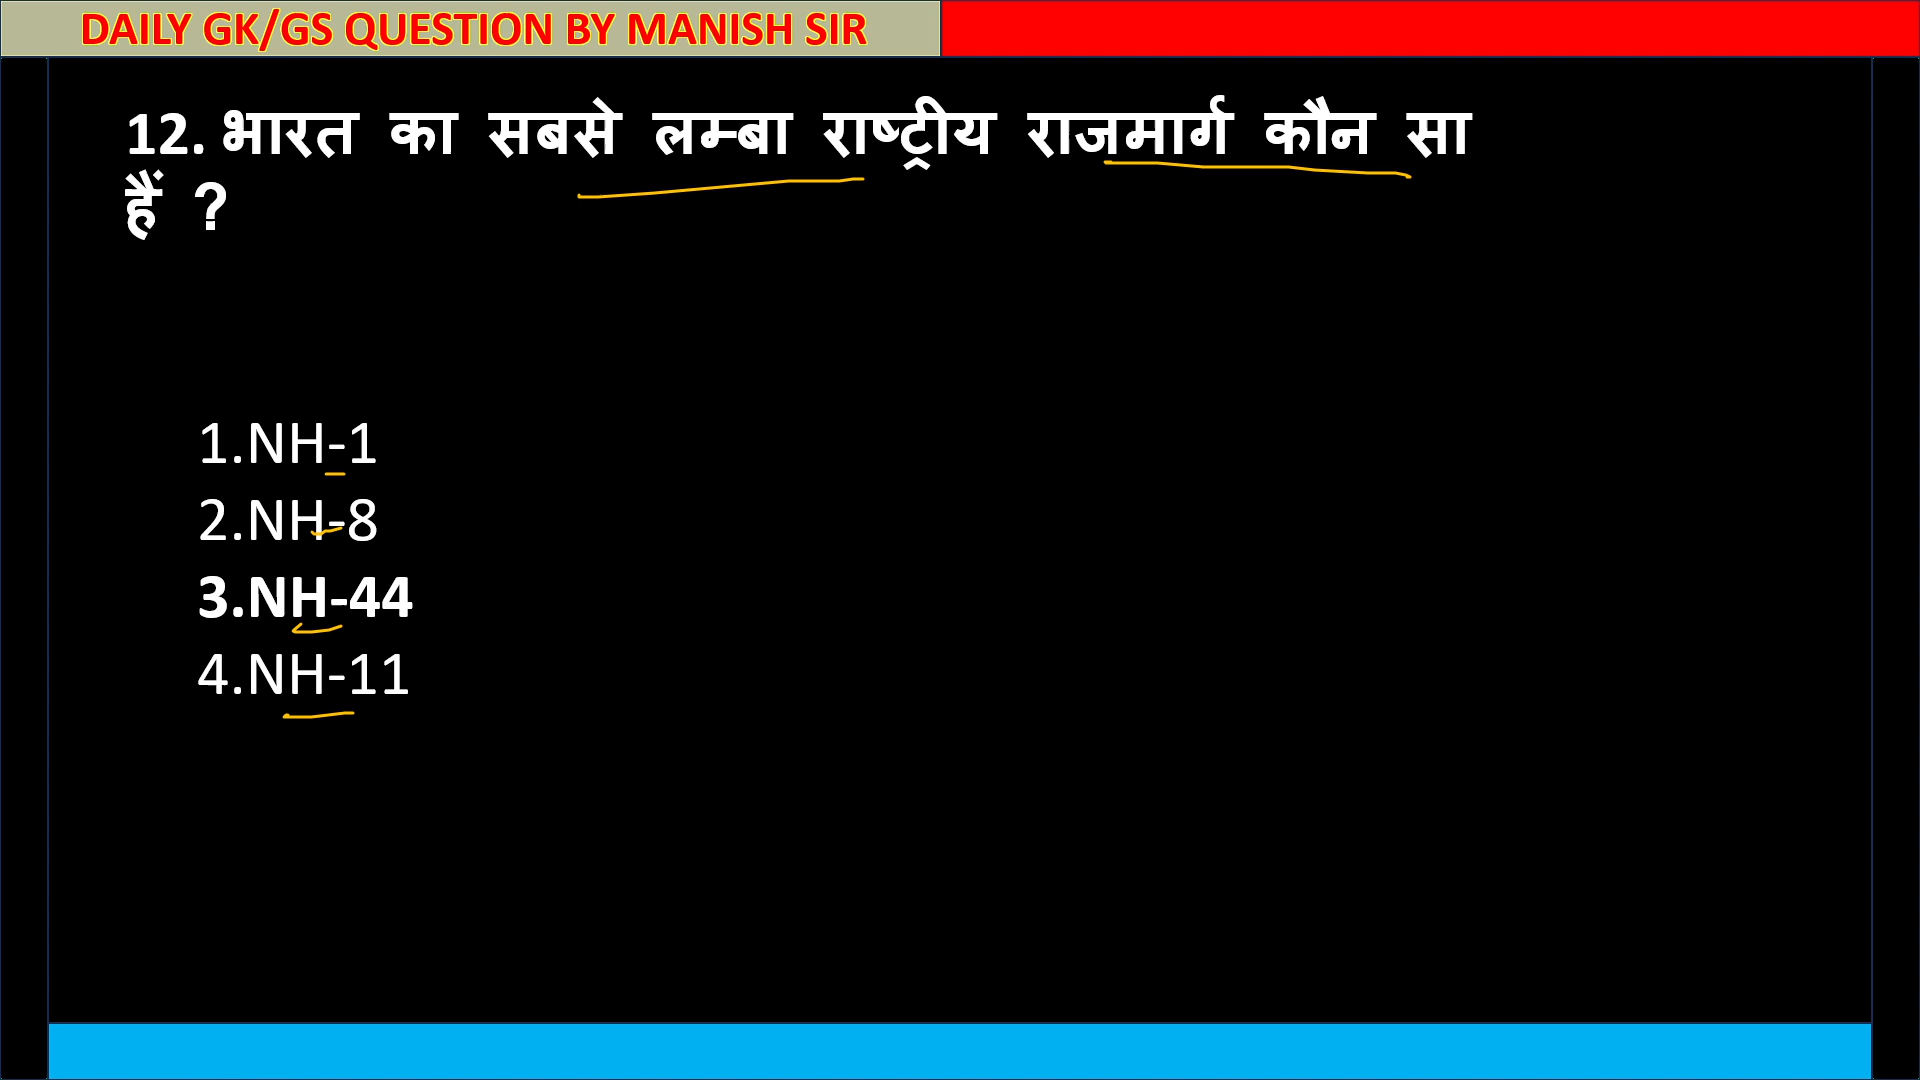 DAILY GK/GS QUESTION BY MANISH SIR
12. भारत का सबसे लम्बा राष्ट्रीय राजमार्ग कौन सा
हैं ?
1.NH-1
2.NH-8
3.NH-44
4.NH-11